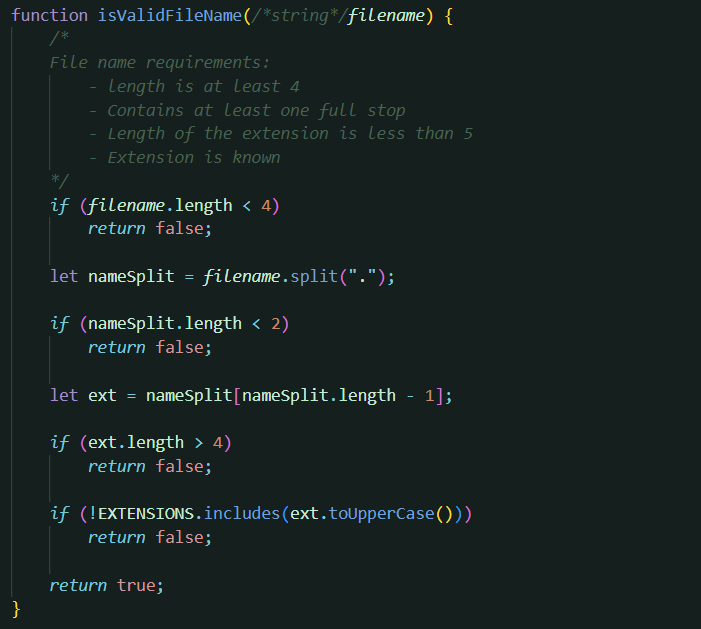 function isValidFileName(/*string*/filename) {
    /*
    File name requirements:
        - length is at least 4
        - Contains at least one full stop
        - Length of the extension is less than 5
        - Extension is known
    */
    if (filename.length < 4)
        return false;
    let nameSplit = filename.split(".");
    if (nameSplit.length < 2)
        return false;
    let ext = nameSplit[nameSplit.length - 1];
    if (ext.length > 4)
        return false;
    if (!EXTENSIONS.includes(ext.toUpperCase()))
        return false;
    return true;
}